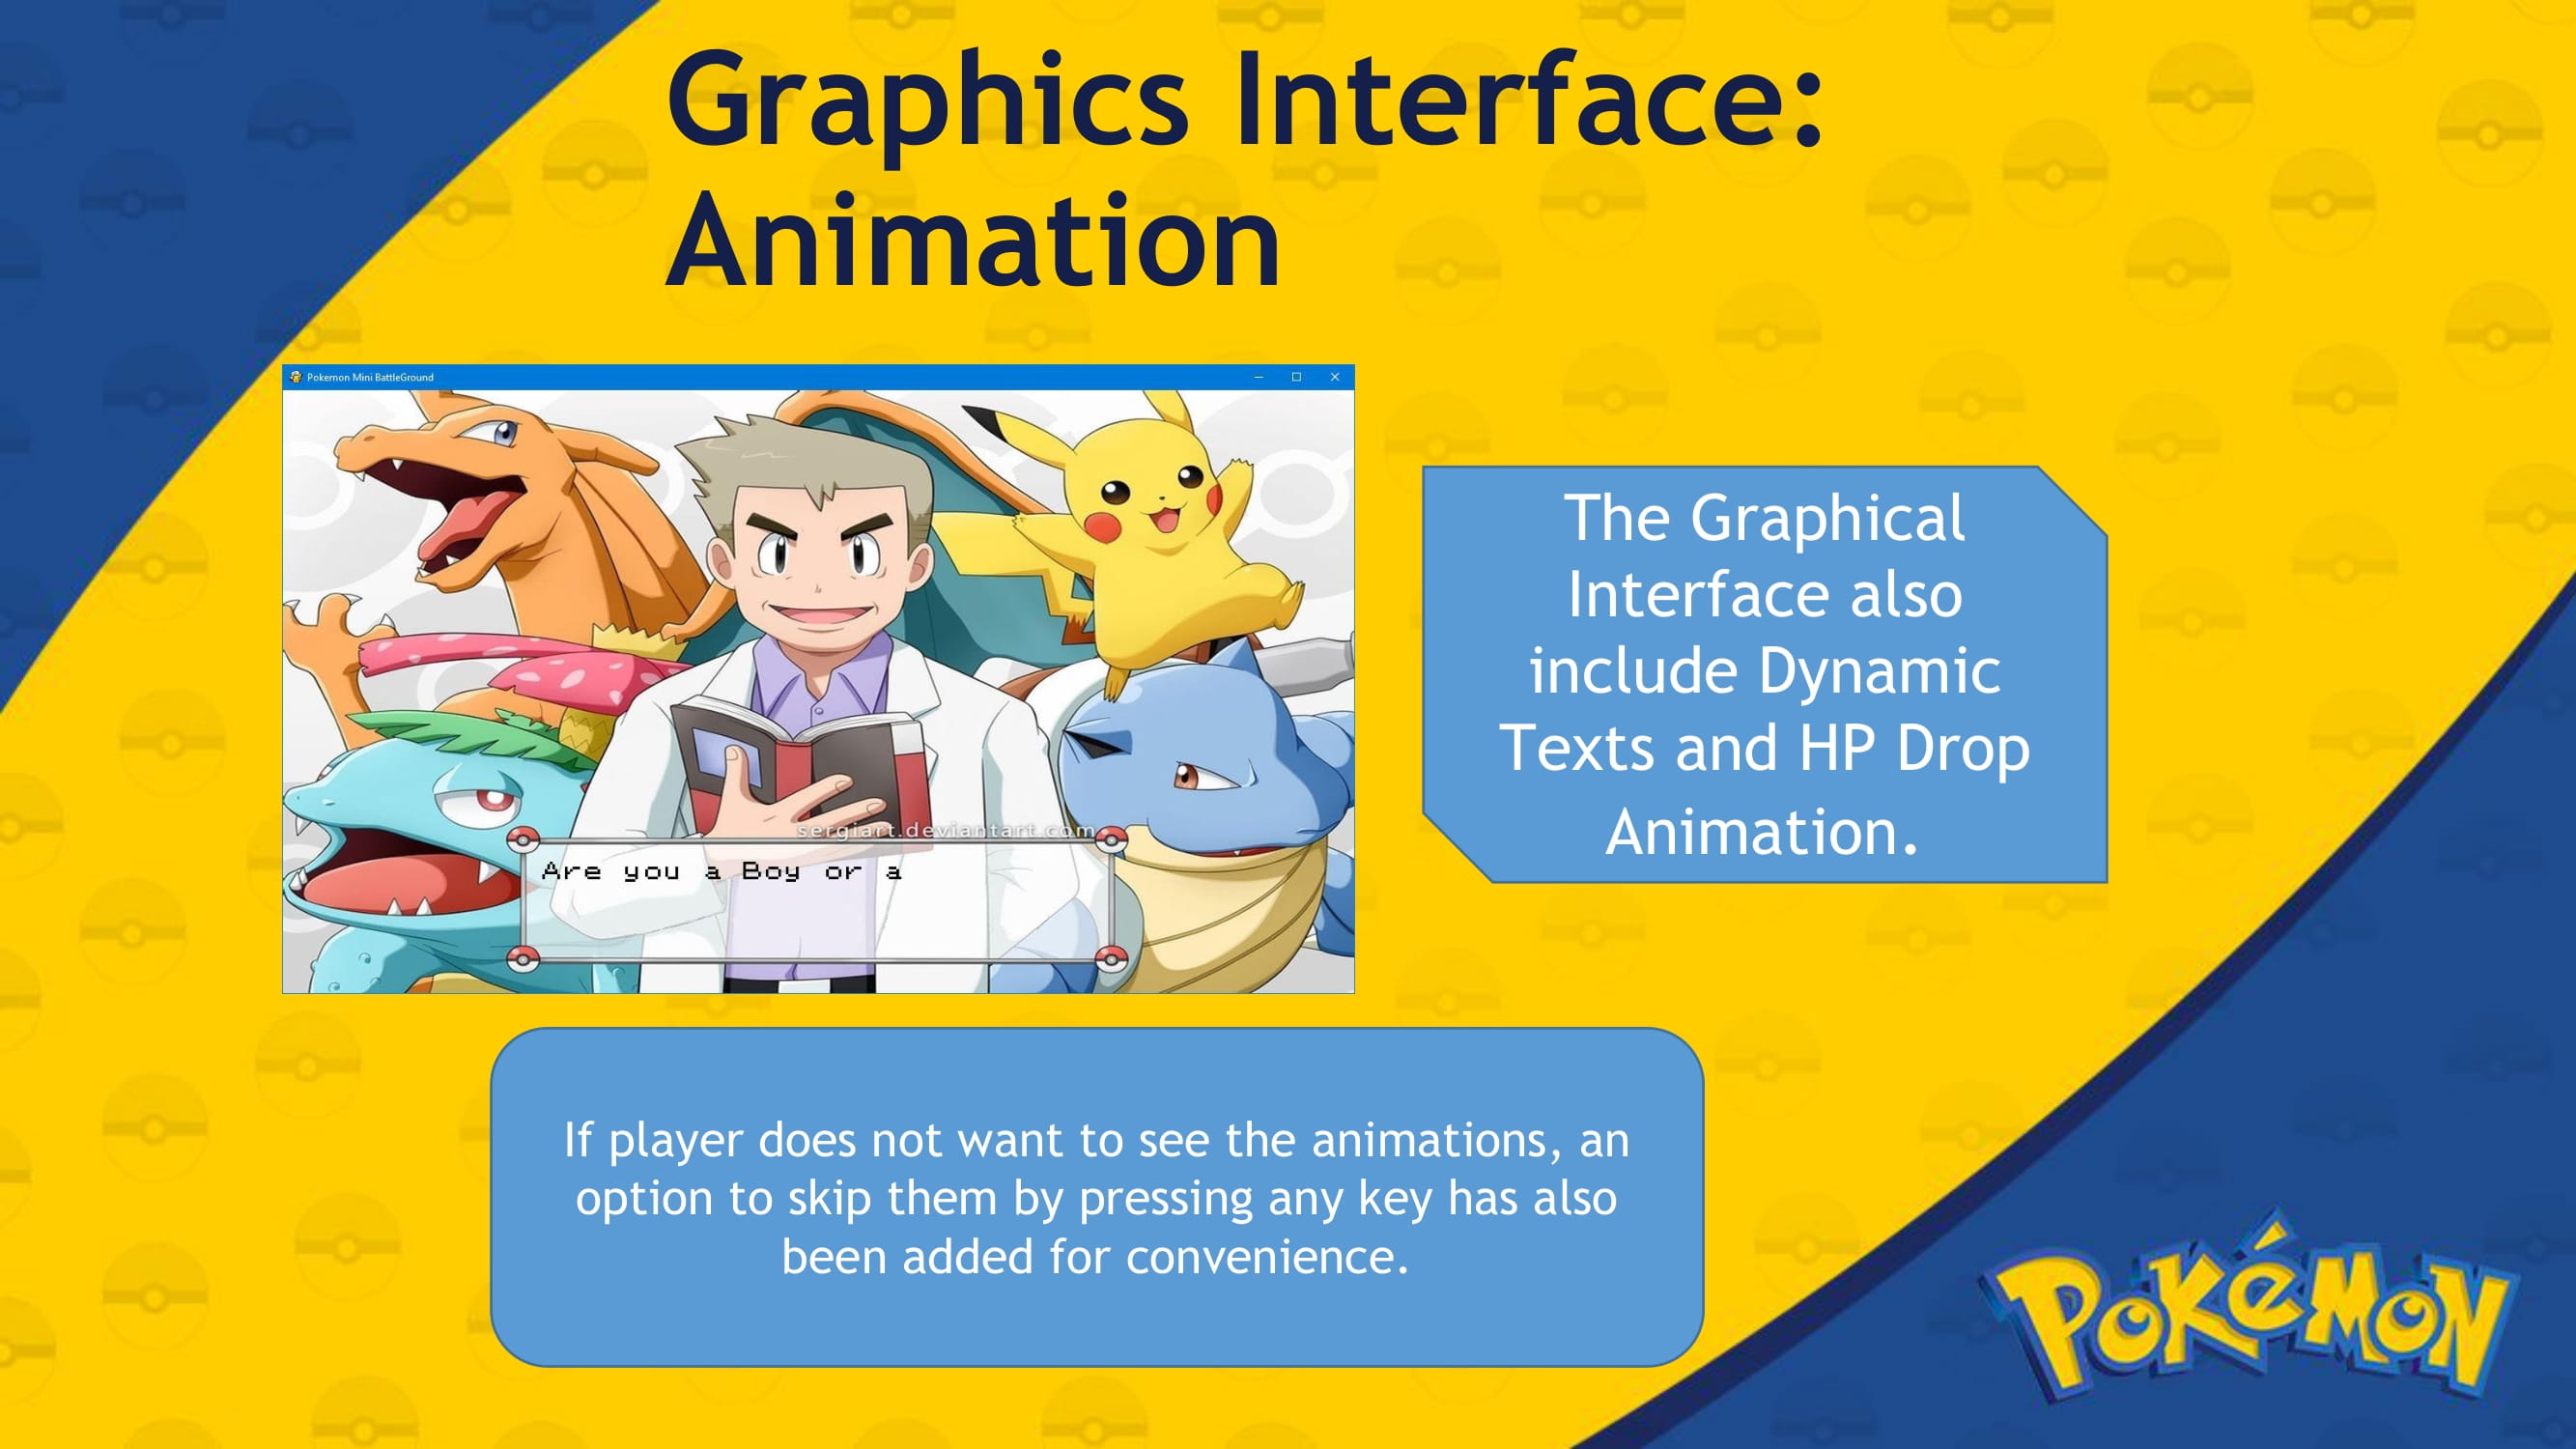 Graphics Interface:
Animation
Pokemon Mini BattleGround
sergiart.deviantart.com
Are you a Boy or a
The Graphical
Interface also
include Dynamic
Texts and HP Drop
Animation.
If player does not want to see the animations, an
option to skip them by pressing any key has also
been added for convenience.
POKéMON